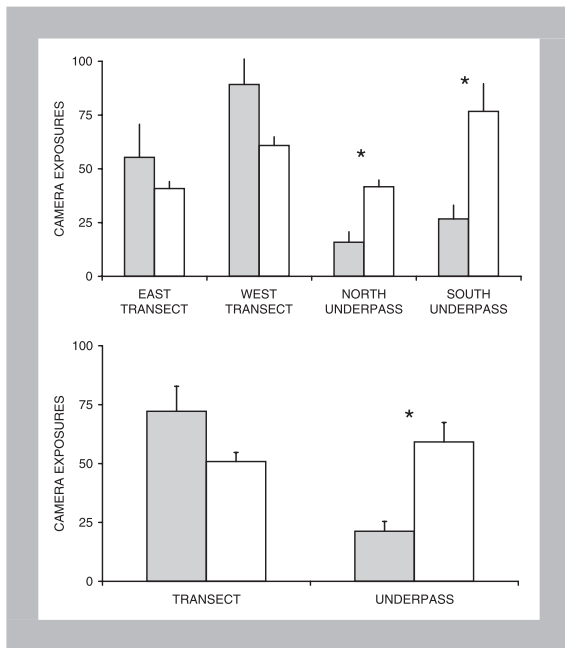 CAMERA EXPOSURES
100
75
50
25
0
EAST TRANSECT
WEST TRANSECT
NORTH UNDERPASS
SOUTH UNDERPASS
*
*
CAMERA EXPOSURES
100
75
50
25
0
TRANSECT
UNDERPASS
*